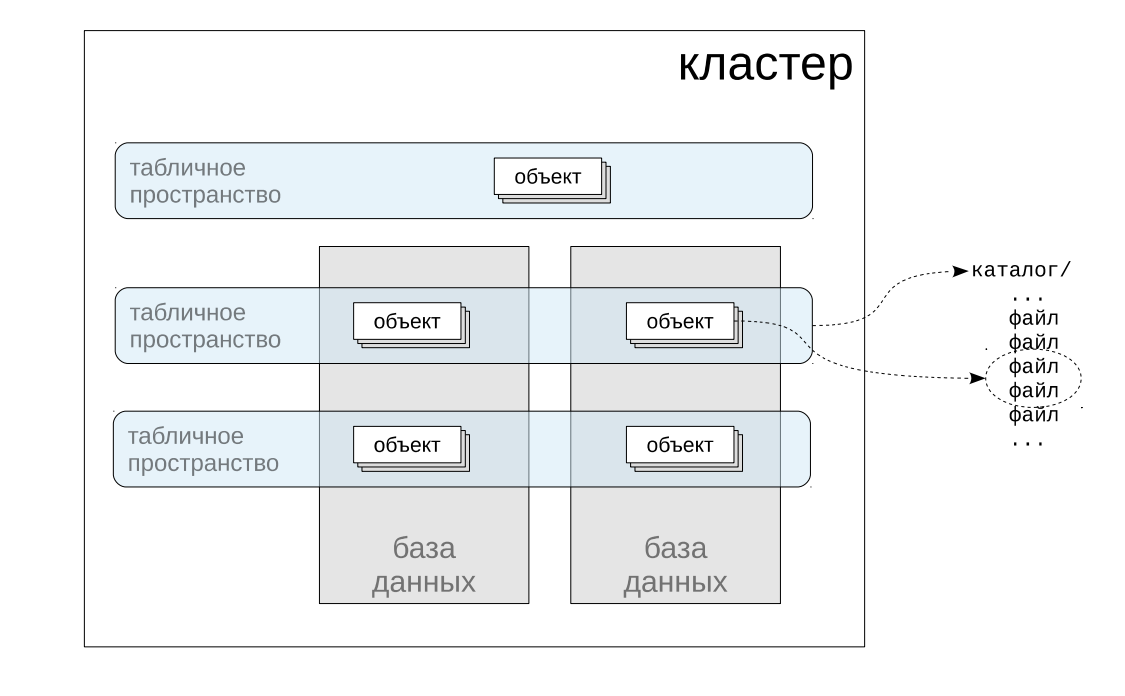 кластер
табличное
пространство
объект
табличное
пространство
объект
объект
каталог/
...
файл
файл
файл
файл
файл
...
табличное
пространство
объект
объект
база
данных
база
данных